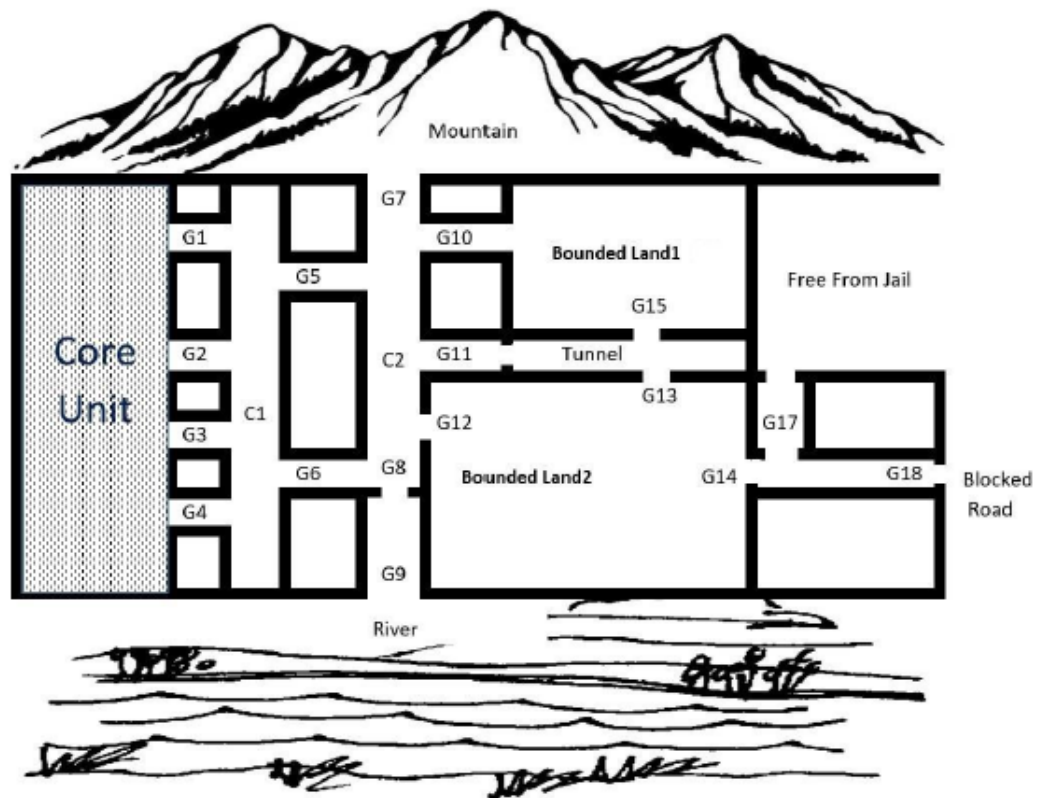 Mountain
G7
G1
G10
Bounded Land1
G5
Free From Jail
G15
Core
Unit
G2
C2
G11
Tunnel
G13
C1
G12
G17
G3
G6
G8
Bounded Land2
G14
G18
Blocked
Road
G4
G9
River